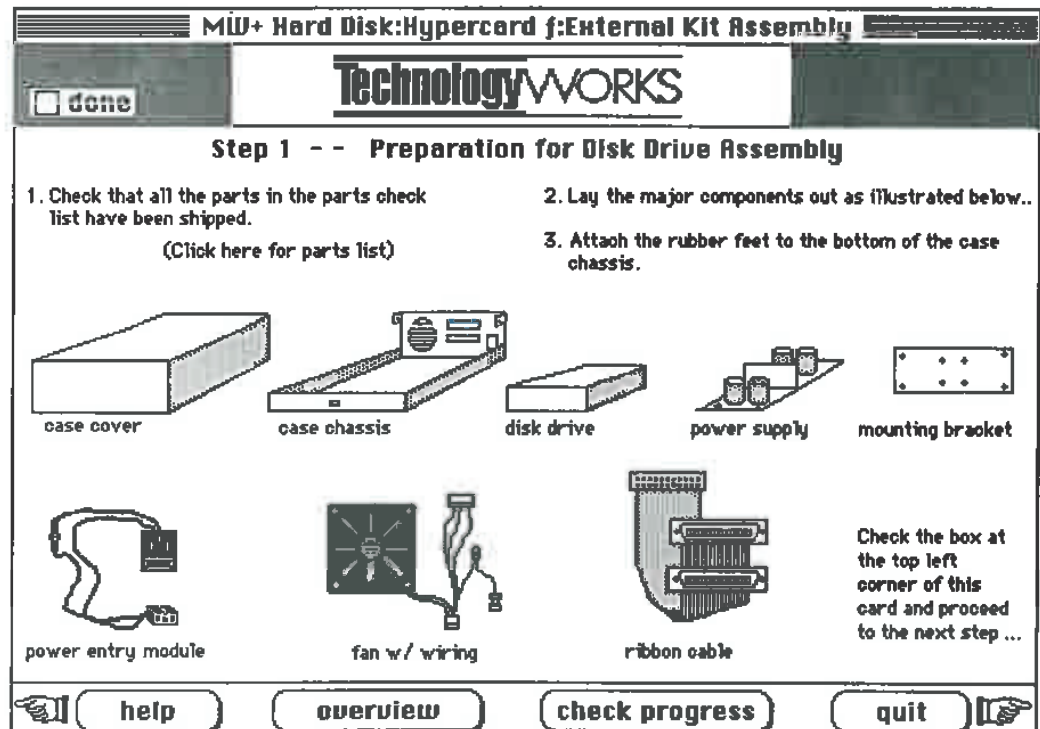 MW+ Hard Disk:Hypercard f:External Kit Assembly
done
TechnologyWORKS
Step 1 -- Preparation for Disk Drive Assembly
1. Check that all the parts in the parts check
list have been shipped.
(Click here for parts list)
2. Lay the major components out as illustrated below..
3. Attach the rubber feet to the bottom of the case
chassis.
case cover
case chassis
disk drive
power supply
mounting bracket
power entry module
fan w/ wiring
ribbon cable
Check the box at
the top left
corner of this
card and proceed
to the next step ...
help
overview
check progress
quit